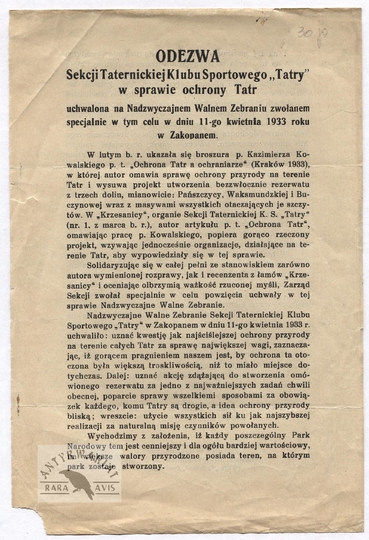 30 jo
ODEZWA
Sekcji Taternickiej Klubu Sportowego „Tatry"
w sprawie ochrony Tatr
uchwalona na Nadzwyczajnem Walnem Zebraniu zwołanem
specjalnie w tym celu w dniu 11-go kwietnia 1933 roku
w Zakopanem.
W lutym b. r. ukazała się broszura p. Kazimierza Ko-
walskiego p. t. „Ochrona Tatr a ochraniarze" (Kraków 1933),
w której autor omawia sprawę ochrony przyrody na terenie
Tatr i wysuwa projekt utworzenia bezwłocznie rezerwatu
z trzech dolin, mianowicie: Pańszczycy, Waksmundzkiej i Bu-
czynowej wraz z masywami wszystkich otaczających je szczy-
tów. W „Krzesanicy", organie Sekcji Taternickiej K. S. „Tatry"
(nr. 1. z marca b. r.), autor artykułu p. t. „Ochrona Tatr",
omawiając pracę p. Kowalskiego, popiera gorąco rzeczony
projekt, wzywając jednocześnie organizacje, działające na te-
renie Tatr, aby wypowiedziały się w tej sprawie.
Solidaryzując się w całej pełni ze stanowiskiem zarówno
autora wymienionej rozprawy, jak i recenzenta z łamów „Krze-
sanicy" i oceniając olbrzymią ważkość rzuconej myśli, Zarząd
Sekcji zwołał specjalnie w celu powzięcia uchwały w tej
sprawie Nadzwyczajne Walne Zebranie.
Nadzwyczajne Walne Zebranie Sekcji Taternickiej Klubu
Sportowego „Tatry" w Zakopanem w dniu 11-go kwietnia 1933 r.
uchwaliło: uznać kwestję jak najściślejszej ochrony przyrody
na terenie całych Tatr za sprawę największej wagi, zaznacza-
jąc, iż gorącem pragnieniem naszem jest, by ochrona ta oto-
czona była większą troskliwością, niż to miało miejsce do-
tychczas. Dalej: uznać akcję zdążającą do stworzenia omó-
wionego rezerwatu za jedno z najważniejszych zadań chwili
obecnej, poparcie sprawy wszelkiemi sposobami za obowią-
zek każdego, komu Tatry są drogie, a idea ochrony przyrody
bliską; wreszcie: użycie wszystkich sił ku jak najszybszej
realizacji za naturalną misję czynników powołanych.
Wychodzimy z założenia, iż każdy poszczególny Park
Narodowy tem jest cenniejszy i dla ogółu bardziej wartościowy,
im większe walory przyrodzone posiada teren, na którym
park zostaje stworzony.
ANTYKWARIAT
RARA AVIS